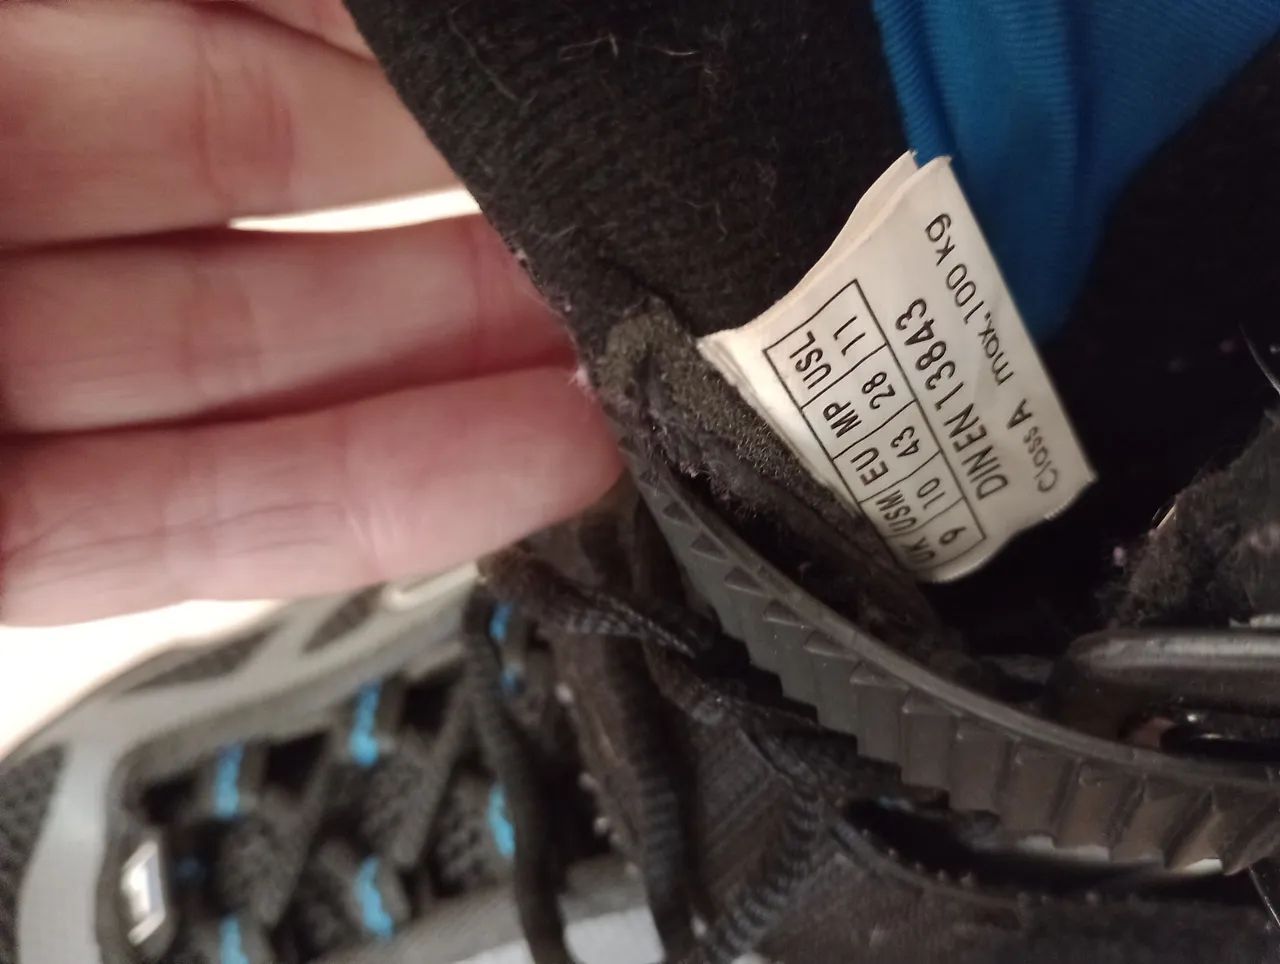 UK USM EU MP USL
9 10 43 28 11
DIN EN 13843
Class A max.100 kg